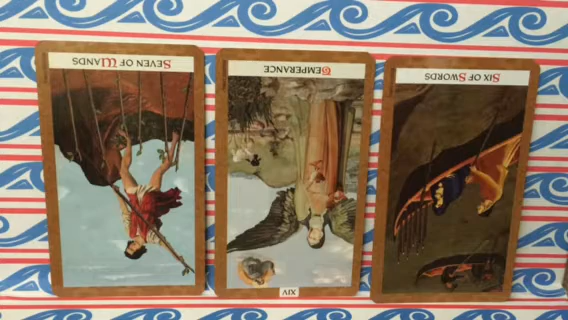 SEVEN OF WANDS
TEMPERANCE
SIX OF SWORDS
XIV